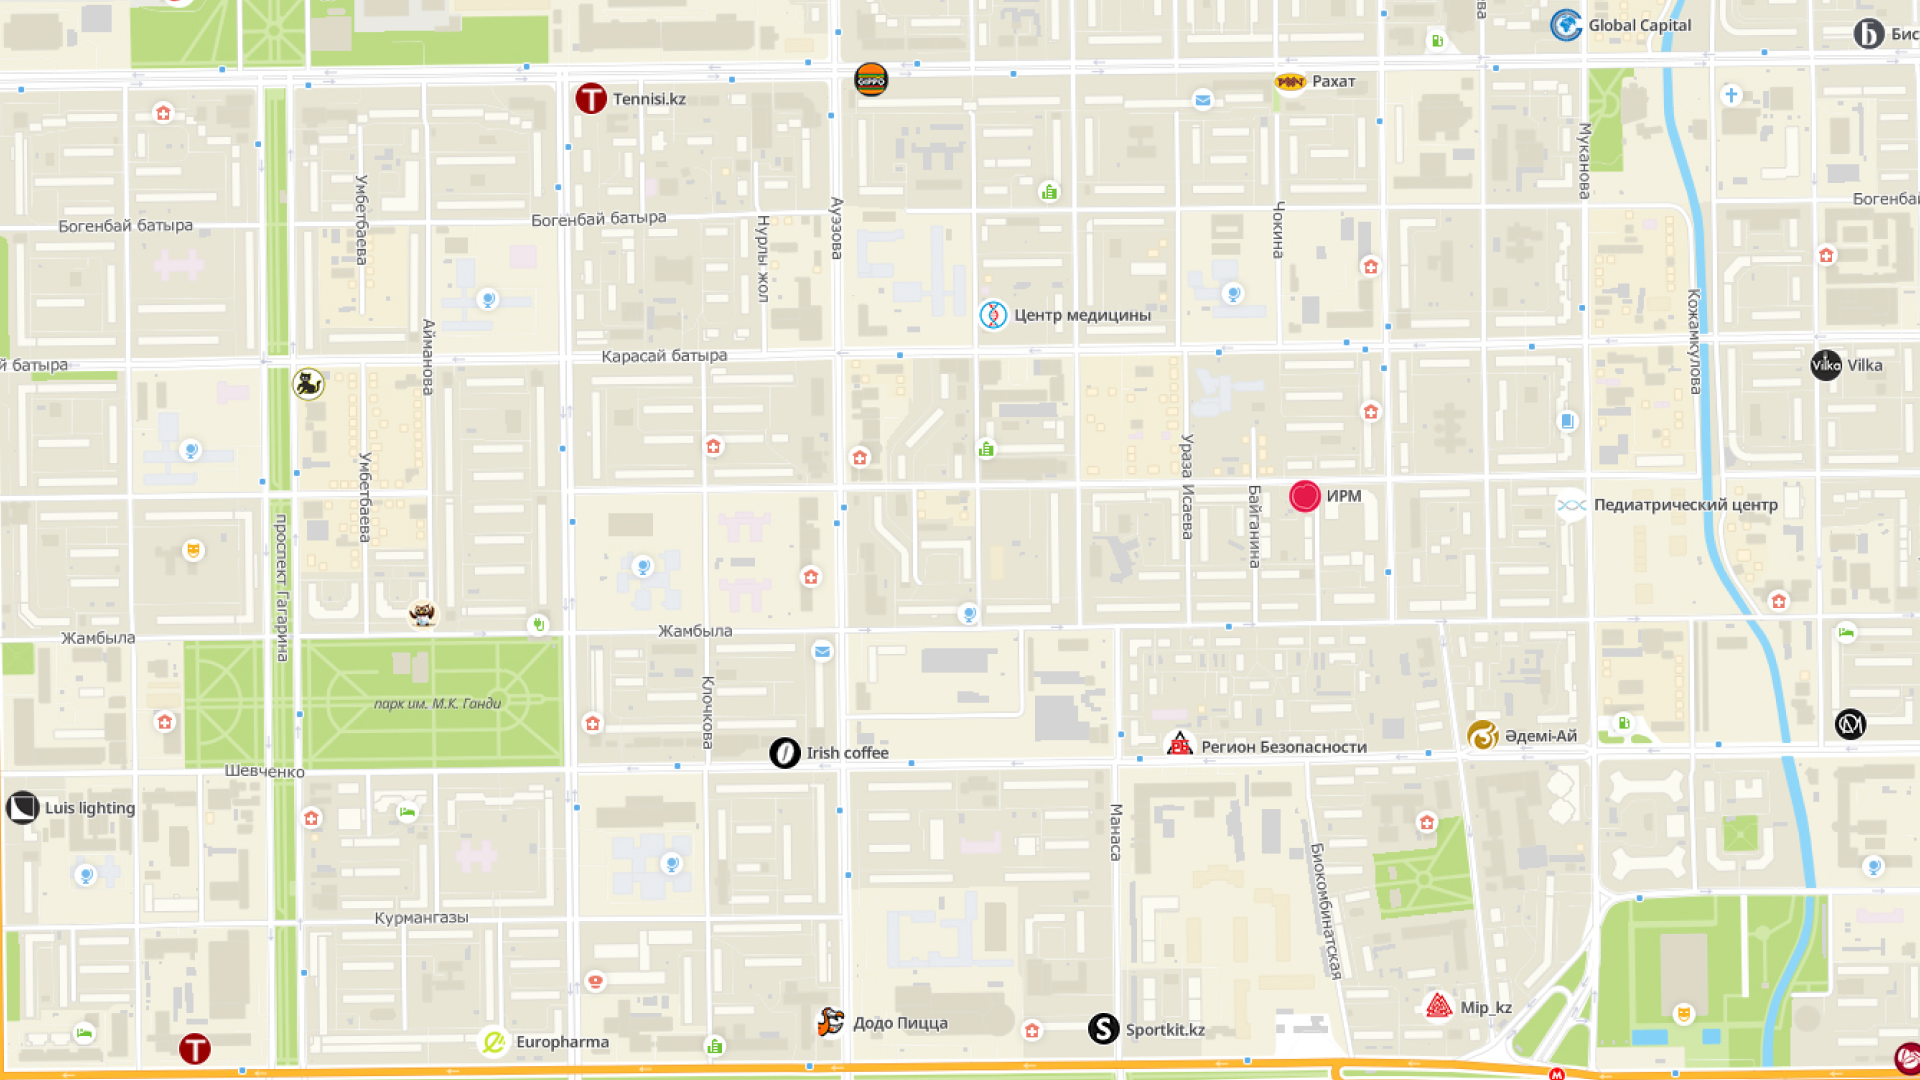 Global Capital
Б
Бис
GIPPO
Рахат
T
Tennisi.kz
Мукaнова
Умбетбаева
Ауэзова
Чокина
Богенбай батыра
Богенбай батыра
Богенбай
Нурлы жол
Айманова
Центр медицины
Кожамкулова
Карасай батыра
й батыра
Vilka
Vilka
Умбетбаева
Ураза Исаева
Байганина
ИРМ
Педиатрический центр
проспект Гагарина
Жамбыла
Жамбыла
парк им. М.К. Ганди
Клочкова
РБ
Регион Безопасности
Әдемі-Ай
Irish coffee
Шевченко
Luis lighting
Манаса
Биокомбинатская
Курмангазы
Mip_kz
Додо Пицца
S
Sportkit.kz
Europharma
T
М